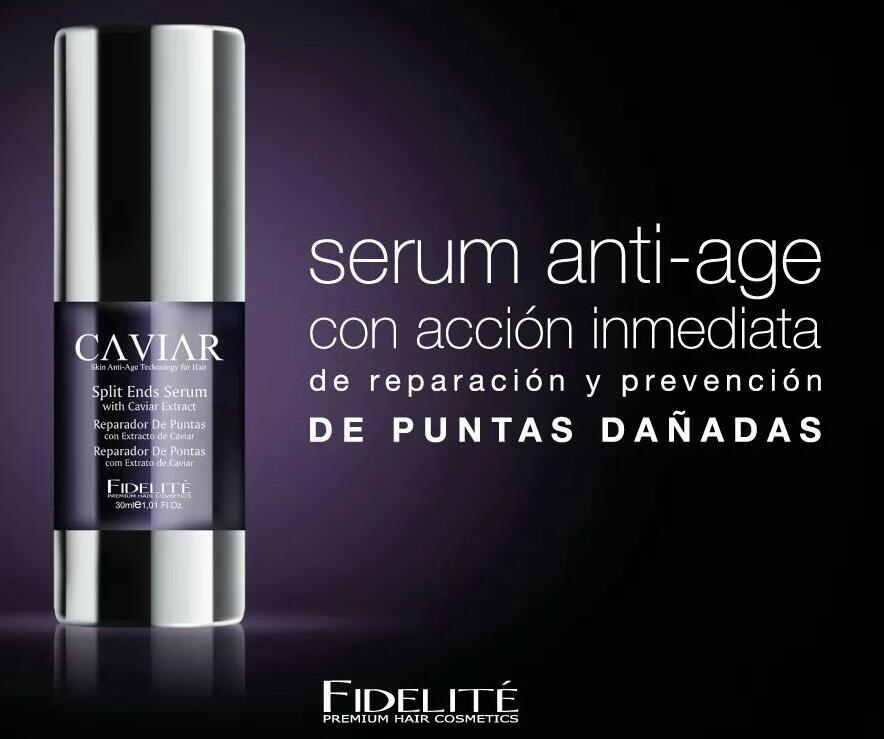 CAVIAR
Skin Anti-Age Technology for Hair
Split Ends Serum
with Caviar Extract
Reparador De Puntas
con Extracto de Caviar
Reparador De Pontas
com Extrato de Caviar
FIDELITÉ
PREMIUM HAIR COSMETICS
30ml℮1,01 Fl.Oz.
serum anti-age
con acción inmediata
de reparación y prevención
DE PUNTAS DAÑADAS
FIDELITÉ
PREMIUM HAIR COSMETICS